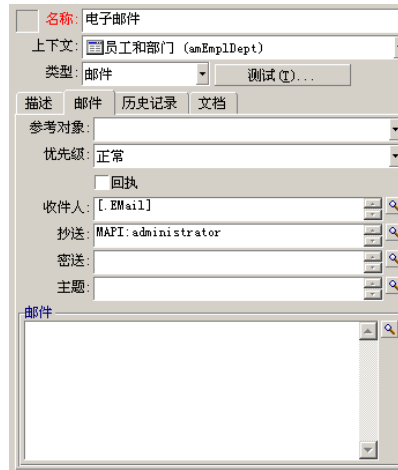 名称: 电子邮件
上下文: 员工和部门 (amEmplDept)
类型: 邮件 测试(T)...
描述 邮件 历史记录 文档
参考对象:
优先级: 正常
回执
收件人: [.EMail]
抄送: MAPI:administrator
密送:
主题:
邮件